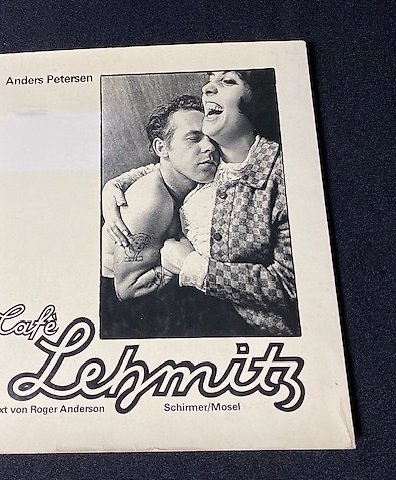 Anders Petersen
Café
Lehmitz
xt von Roger Anderson
Schirmer/Mosel